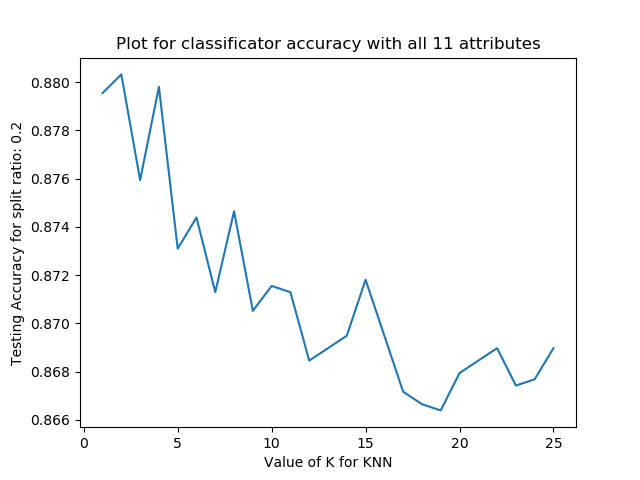 Plot for classificator accuracy with all 11 attributes
0.880
0.878
0.876
0.874
0.872
0.870
0.868
0.866
Testing Accuracy for split ratio: 0.2
0 5 10 15 20 25
Value of K for KNN